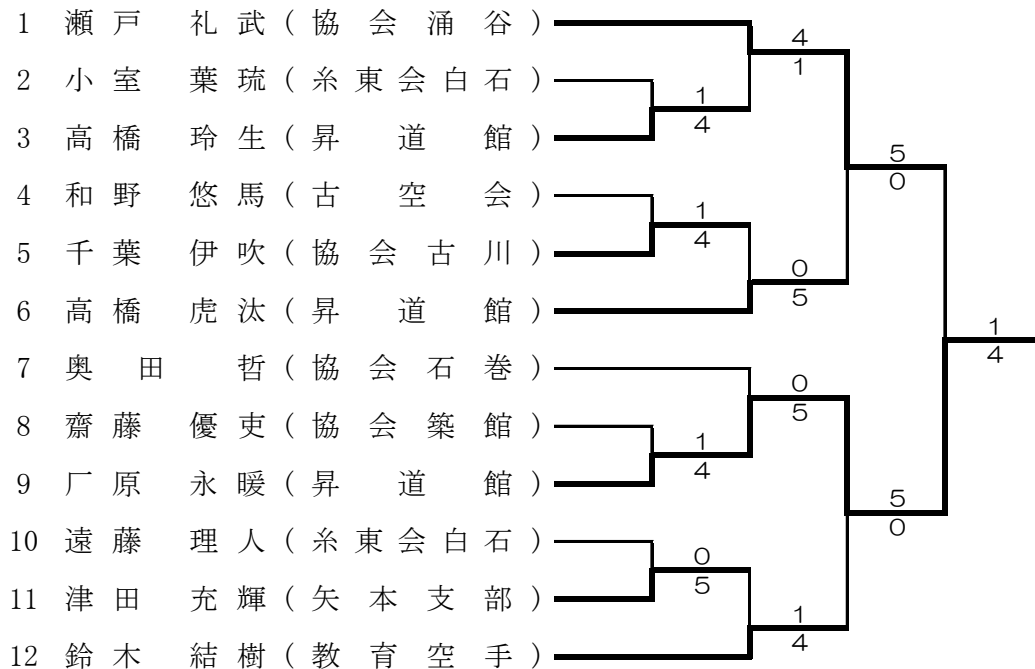 1 瀬戸 礼武（協会涌谷）
4
1
2 小室 葉琉（糸東会白石）
1
4
3 高橋 玲生（昇道館）
5
0
4 和野 悠馬（古空会）
1
4
5 千葉 伊吹（協会古川）
0
5
6 高橋 虎汰（昇道館）
1
4
7 奥田 哲（協会石巻）
0
5
8 齋藤 優吏（協会築館）
1
4
9 厂原 永暖（昇道館）
5
0
10 遠藤 理人（糸東会白石）
0
5
11 津田 充輝（矢本支部）
1
4
12 鈴木 結樹（教育空手）